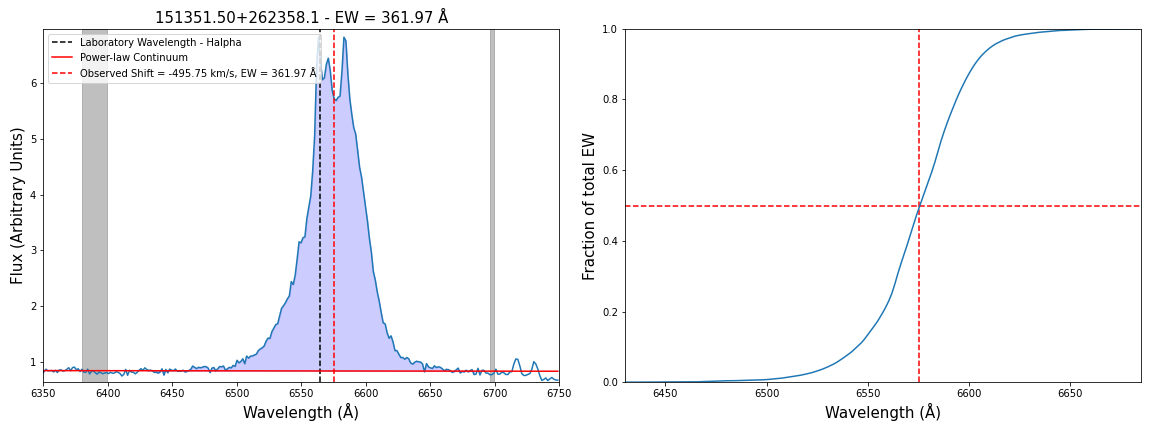 151351.50+262358.1 - EW = 361.97 Å
Laboratory Wavelength - Halpha
Power-law Continuum
Observed Shift = -495.75 km/s, EW = 361.97 Å
Flux (Arbitrary Units)
6
5
4
3
2
1
6350 6400 6450 6500 6550 6600 6650 6700 6750
Wavelength (Å)
Fraction of total EW
1.0
0.8
0.6
0.4
0.2
0.0
6450 6500 6550 6600 6650
Wavelength (Å)